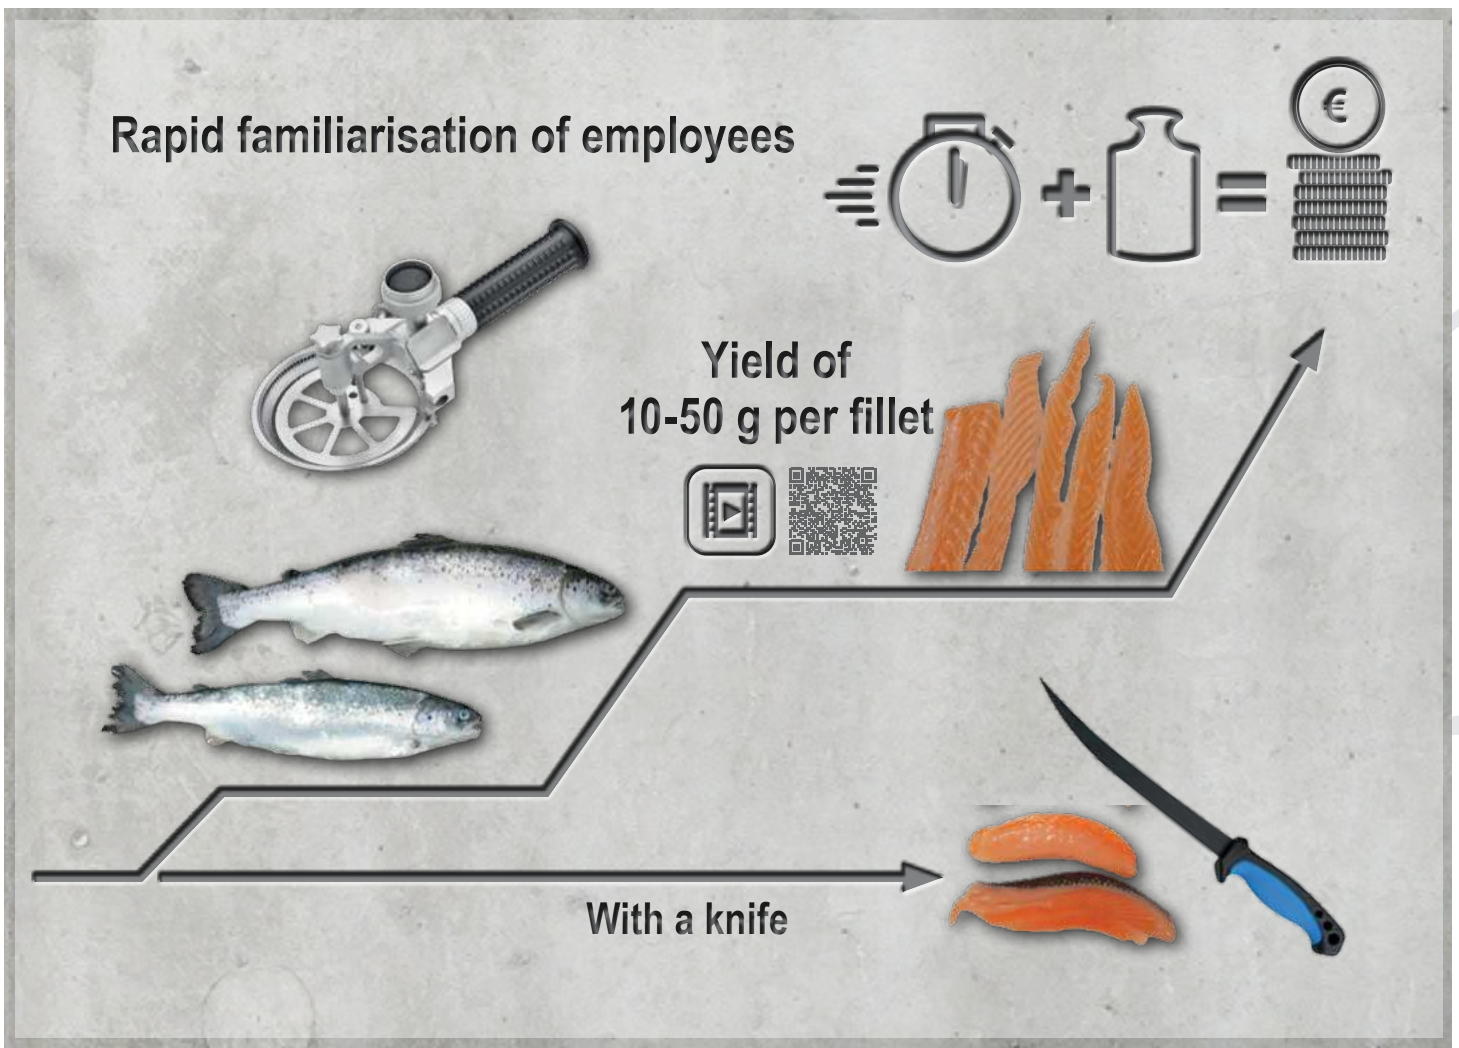 Rapid familiarisation of employees
€
Yield of
10-50 g per fillet
With a knife